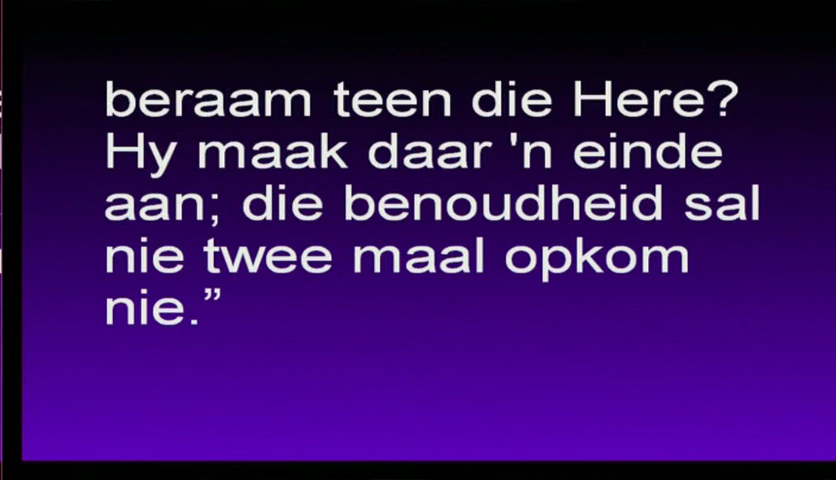 beraam teen die Here?
Hy maak daar 'n einde
aan; die benoudheid sal
nie twee maal opkom
nie.”